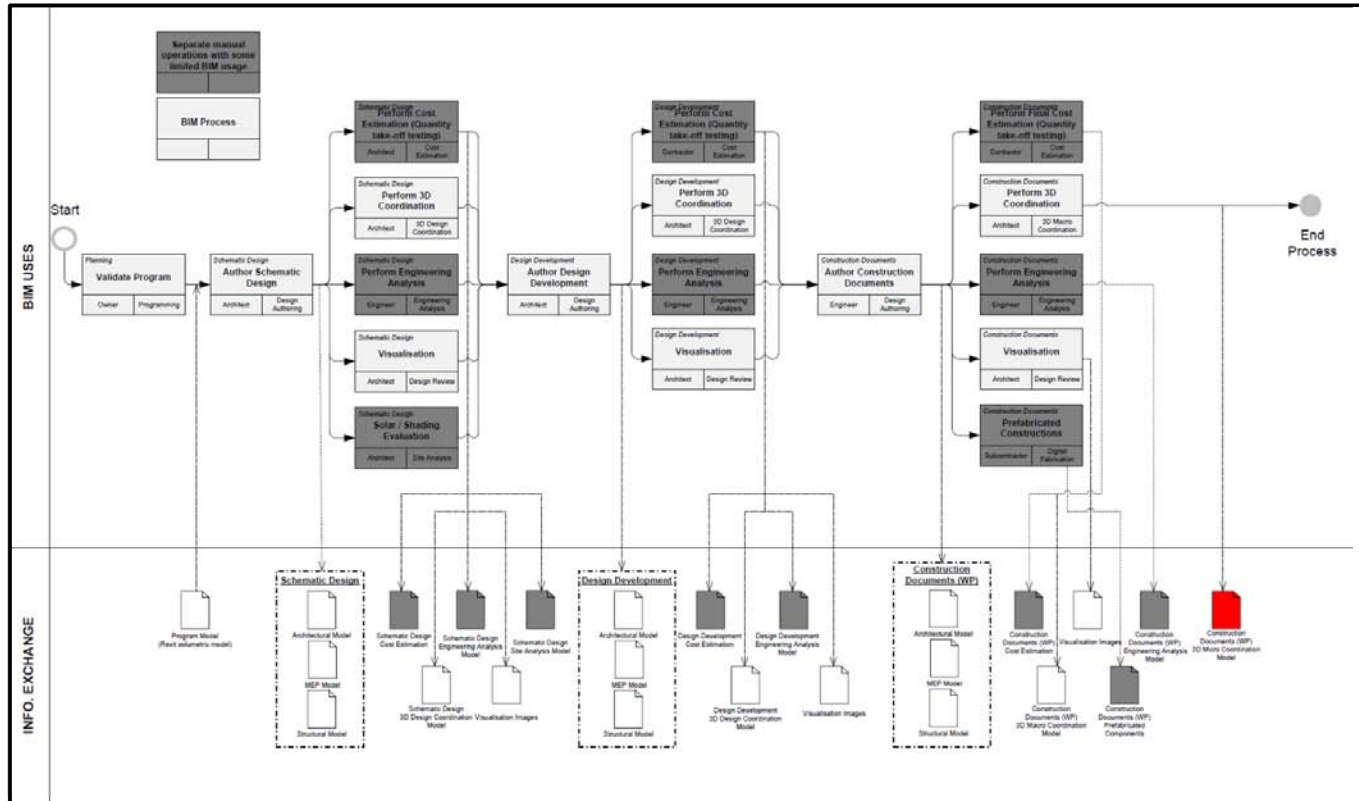 Separate manual
operations with some
limited BIM usage
BIM Process
BIM USES
Start
Planning
Validate Program
Owner
Programming
Schematic Design
Author Schematic
Design
Architect
Design
Authoring
Schematic Design
Perform Cost
Estimation (Quantity
take-off testing)
Architect
Cost
Estimation
Schematic Design
Perform 3D
Coordination
Architect
3D Design
Coordination
Schematic Design
Perform Engineering
Analysis
Engineer
Engineering
Analysis
Schematic Design
Visualisation
Architect
Design Review
Schematic Design
Solar / Shading
Evaluation
Architect
Site Analysis
Design Development
Author Design
Development
Architect
Design
Authoring
Design Development
Perform Cost
Estimation (Quantity
take-off testing)
Contractor
Cost
Estimation
Design Development
Perform 3D
Coordination
Architect
3D Design
Coordination
Design Development
Perform Engineering
Analysis
Engineer
Engineering
Analysis
Design Development
Visualisation
Architect
Design Review
Construction Documents
Author Construction
Documents
Engineer
Design
Authoring
Construction Documents
Perform Final Cost
Estimation (Quantity
take-off testing)
Contractor
Cost
Estimation
Construction Documents
Perform 3D
Coordination
Architect
3D Macro
Coordination
Construction Documents
Perform Engineering
Analysis
Engineer
Engineering
Analysis
Construction Documents
Visualisation
Architect
Design Review
Construction Documents
Prefabricated
Constructions
Subcontractor
Digital
Fabrication
End
Process
INFO. EXCHANGE
Program Model
(Revit volumetric model)
Schematic Design
Architectural Model
MEP Model
Structural Model
Schematic Design
Cost Estimation
Schematic Design
Engineering Analysis
Model
Schematic Design
Site Analysis Model
Schematic Design
3D Design Coordination
Model
Visualisation Images
Design Development
Architectural Model
MEP Model
Structural Model
Design Development
Cost Estimation
Design Development
Engineering Analysis
Model
Design Development
3D Design Coordination
Model
Visualisation Images
Construction
Documents (WP)
Architectural Model
MEP Model
Structural Model
Construction
Documents (WP)
Cost Estimation
Visualisation Images
Construction
Documents (WP)
Engineering Analysis
Model
Construction
Documents (WP)
3D Micro Coordination
Model
Construction
Documents (WP)
3D Macro Coordination
Model
Construction
Documents (WP)
Prefabricated
Components